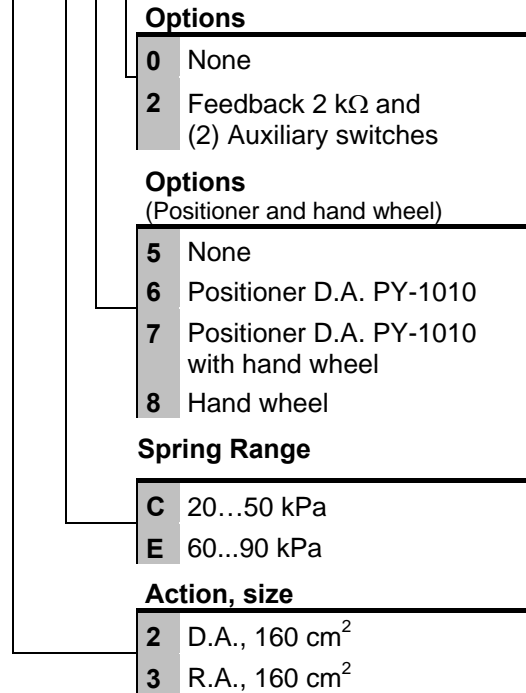 Options
0 None
2 Feedback 2 kΩ and
(2) Auxiliary switches
Options
(Positioner and hand wheel)
5 None
6 Positioner D.A. PY-1010
7 Positioner D.A. PY-1010
with hand wheel
8 Hand wheel
Spring Range
C 20…50 kPa
E 60...90 kPa
Action, size
2 D.A., 160 cm²
3 R.A., 160 cm²